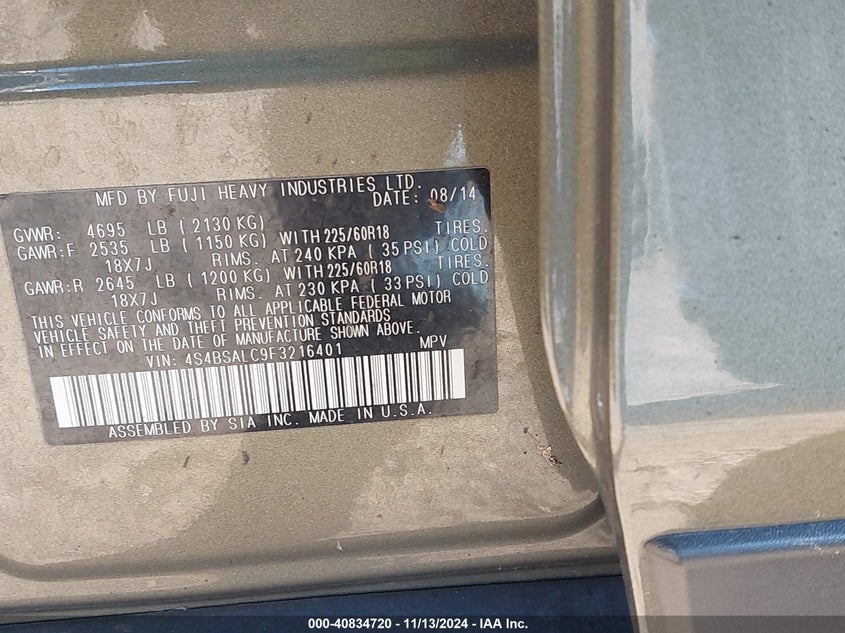 MFD BY FUJI HEAVY INDUSTRIES LTD.
DATE: 08/14
GVWR: 4695 LB (2130 KG)
GAWR:F 2535 LB (1150 KG) WITH 225/60R18 TIRES.
18X7J RIMS. AT 240 KPA (35 PSI) COLD
GAWR:R 2645 LB (1200 KG) WITH 225/60R18 TIRES.
18X7J RIMS. AT 230 KPA (33 PSI) COLD
THIS VEHICLE CONFORMS TO ALL APPLICABLE FEDERAL MOTOR
VEHICLE SAFETY AND THEFT PREVENTION STANDARDS
IN EFFECT ON THE DATE OF MANUFACTURE SHOWN ABOVE.
VIN: 4S4BSALC9F3216401 MPV
ASSEMBLED BY SIA INC. MADE IN U.S.A.
000-40834720 - 11/13/2024 - IAA Inc.